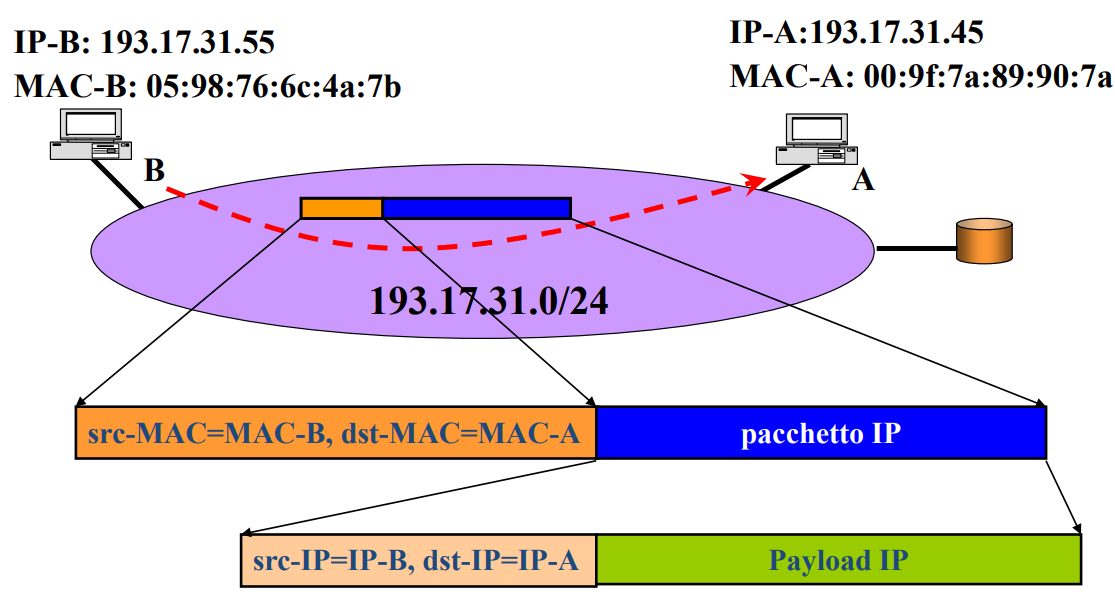 IP-B: 193.17.31.55
MAC-B: 05:98:76:6c:4a:7b
IP-A:193.17.31.45
MAC-A: 00:9f:7a:89:90:7a
B
A
193.17.31.0/24
src-MAC=MAC-B, dst-MAC=MAC-A
pacchetto IP
src-IP=IP-B, dst-IP=IP-A
Payload IP